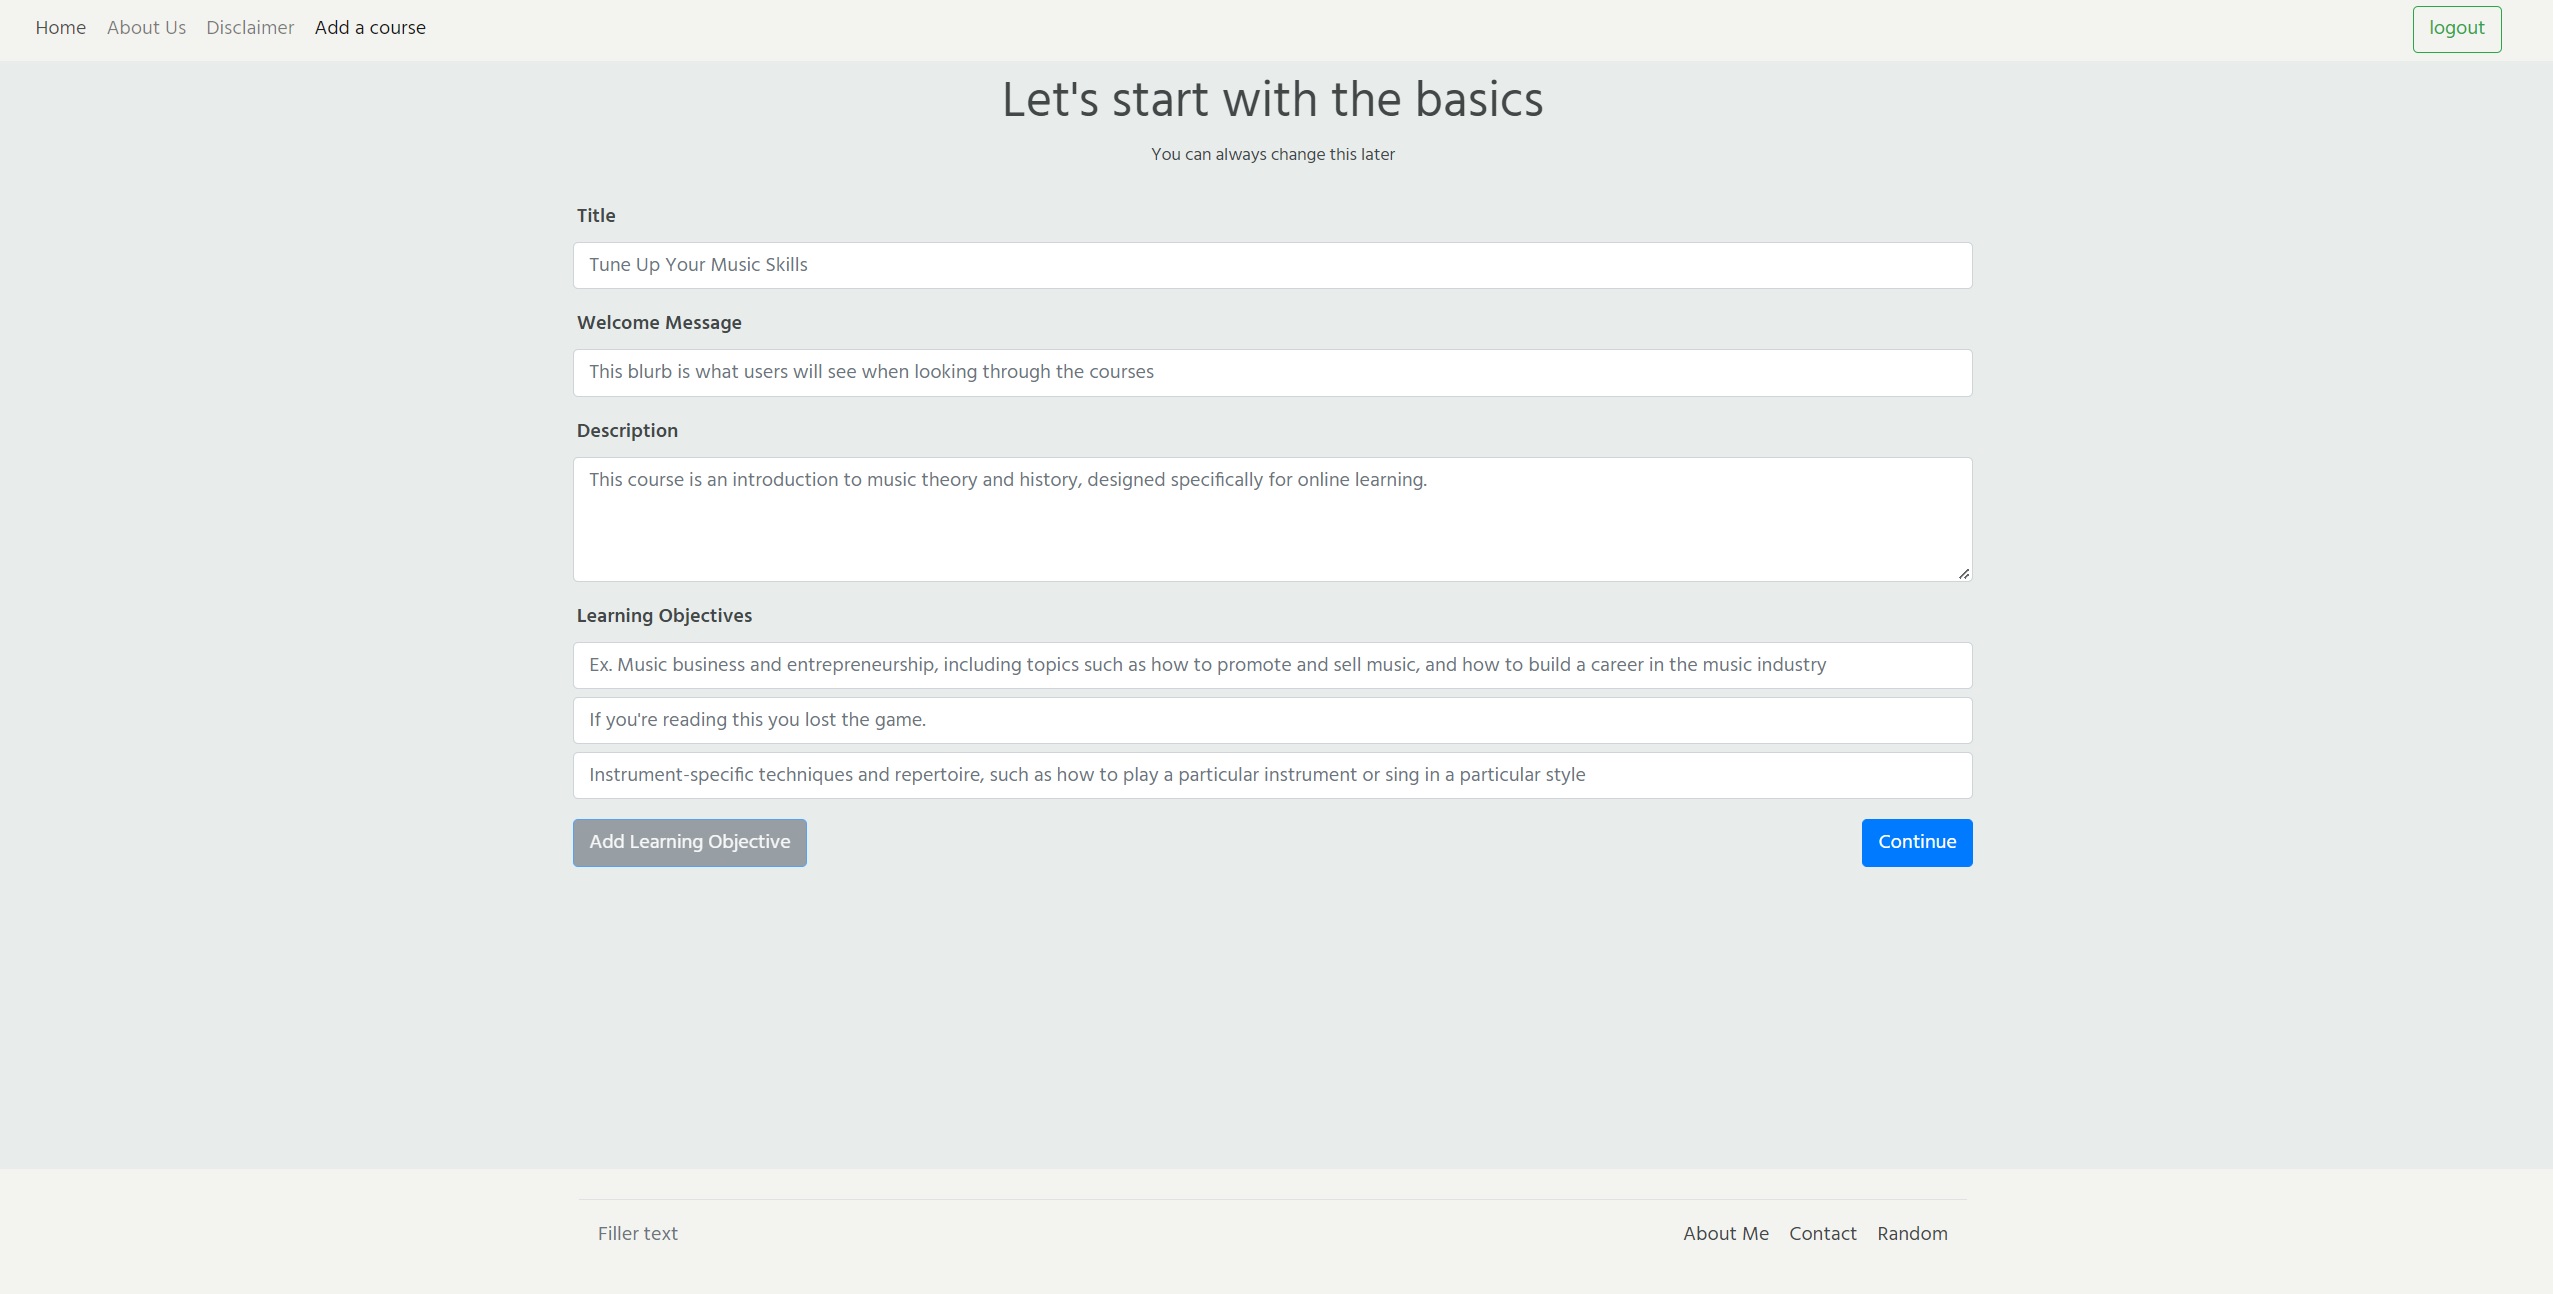 Home About Us Disclaimer Add a course logout
Let's start with the basics
You can always change this later
Title
Tune Up Your Music Skills
Welcome Message
This blurb is what users will see when looking through the courses
Description
This course is an introduction to music theory and history, designed specifically for online learning.
Learning Objectives
Ex. Music business and entrepreneurship, including topics such as how to promote and sell music, and how to build a career in the music industry
If you're reading this you lost the game.
Instrument-specific techniques and repertoire, such as how to play a particular instrument or sing in a particular style
Add Learning Objective Continue
Filler text About Me Contact Random